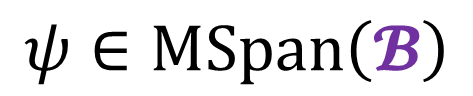 𝜓 ∈ MSpan(𝓑)